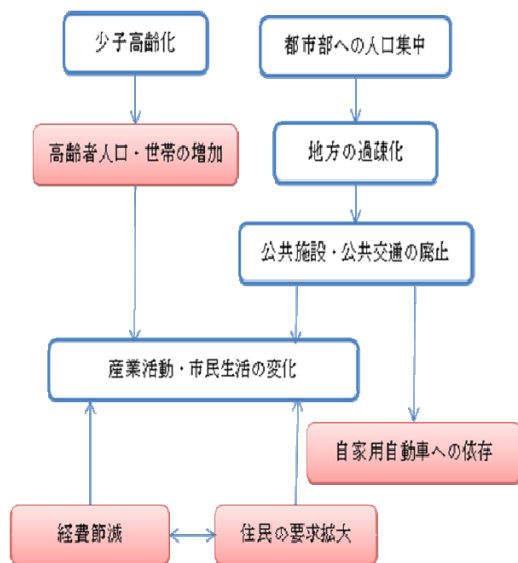 少子高齢化
都市部への人口集中
高齢者人口・世帯の増加
地方の過疎化
公共施設・公共交通の廃止
産業活動・市民生活の変化
自家用自動車への依存
経費節減
住民の要求拡大